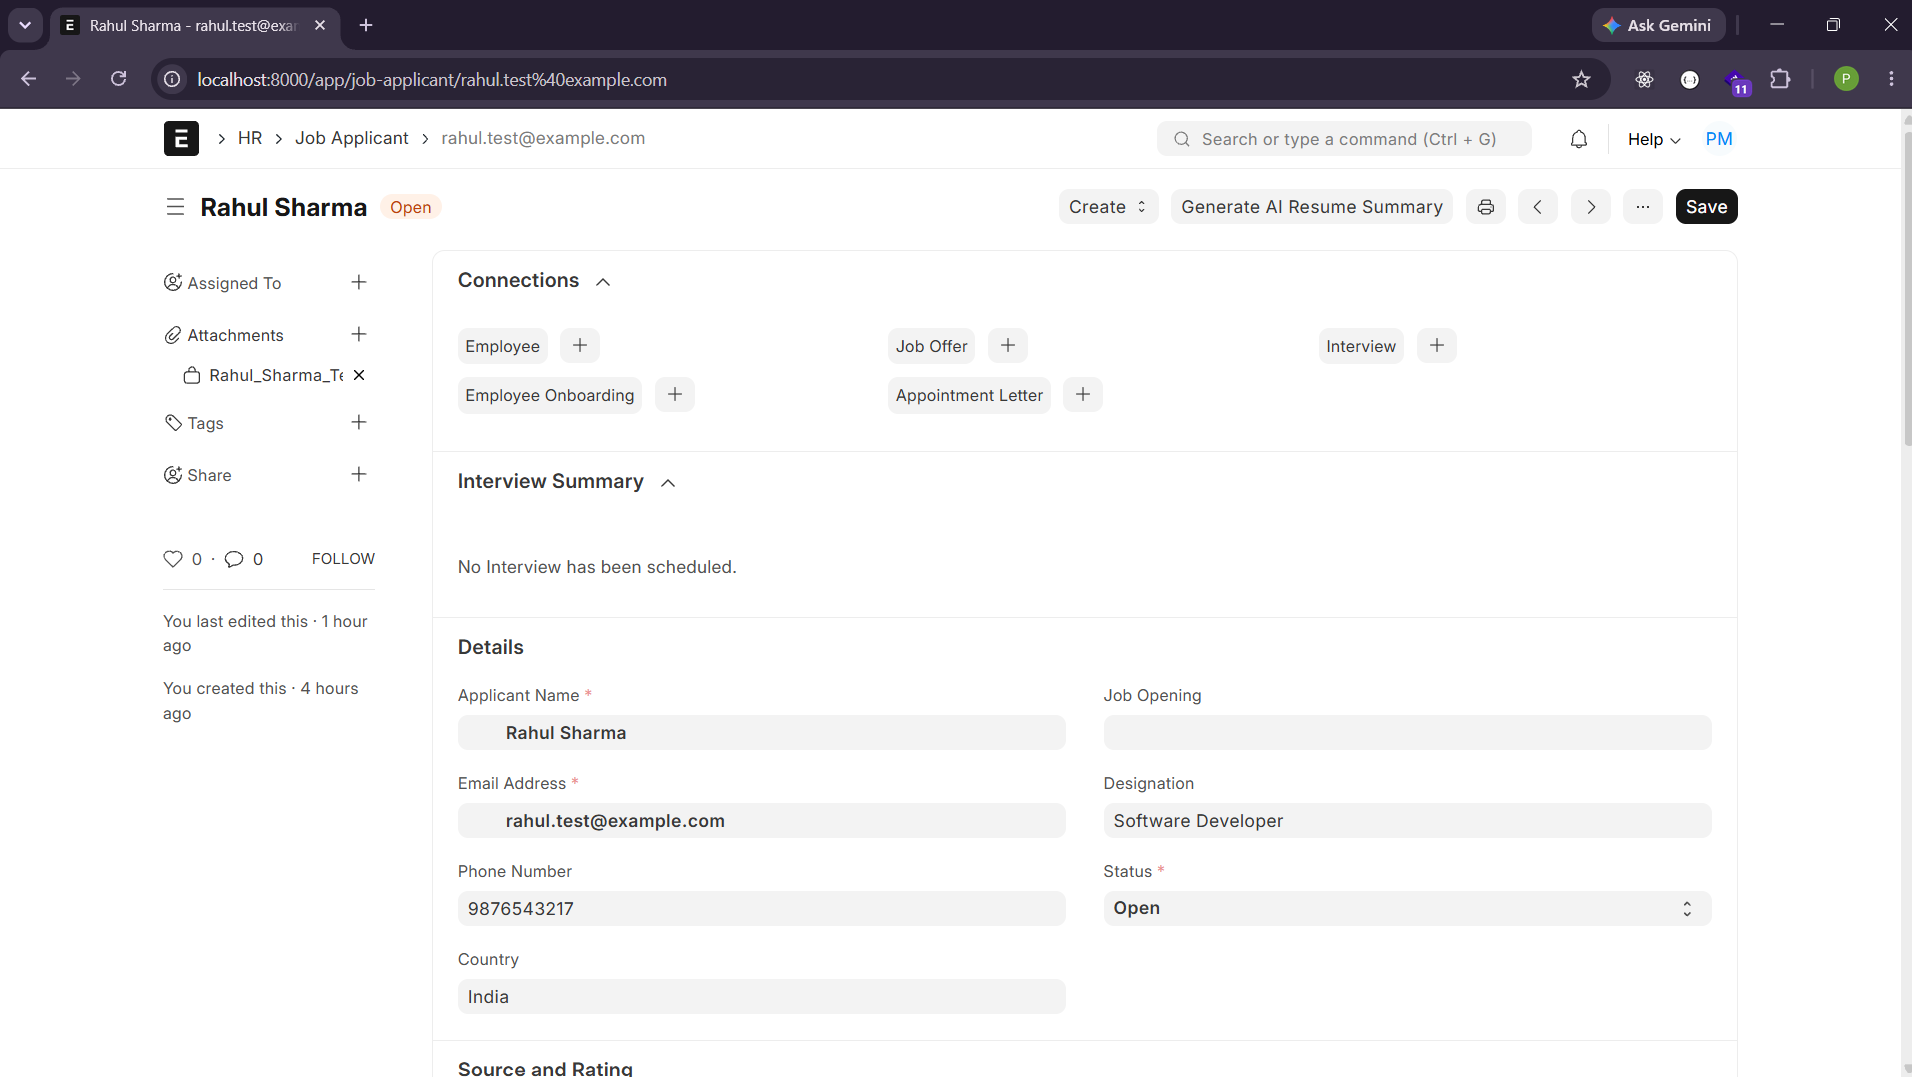 Rahul Sharma - rahul.test@exar
Ask Gemini
localhost:8000/app/job-applicant/rahul.test%40example.com
11
P
E > HR > Job Applicant > rahul.test@example.com
Search or type a command (Ctrl + G)
Help
PM
Rahul Sharma Open
Create
Generate AI Resume Summary
...
Save
Assigned To
Attachments
Rahul_Sharma_Te
Tags
Share
0 · 0 FOLLOW
You last edited this · 1 hour
ago
You created this · 4 hours
ago
Connections
Employee
Job Offer
Interview
Employee Onboarding
Appointment Letter
Interview Summary
No Interview has been scheduled.
Details
Applicant Name *
Rahul Sharma
Job Opening
Email Address *
rahul.test@example.com
Designation
Software Developer
Phone Number
9876543217
Status *
Open
Country
India
Source and Rating